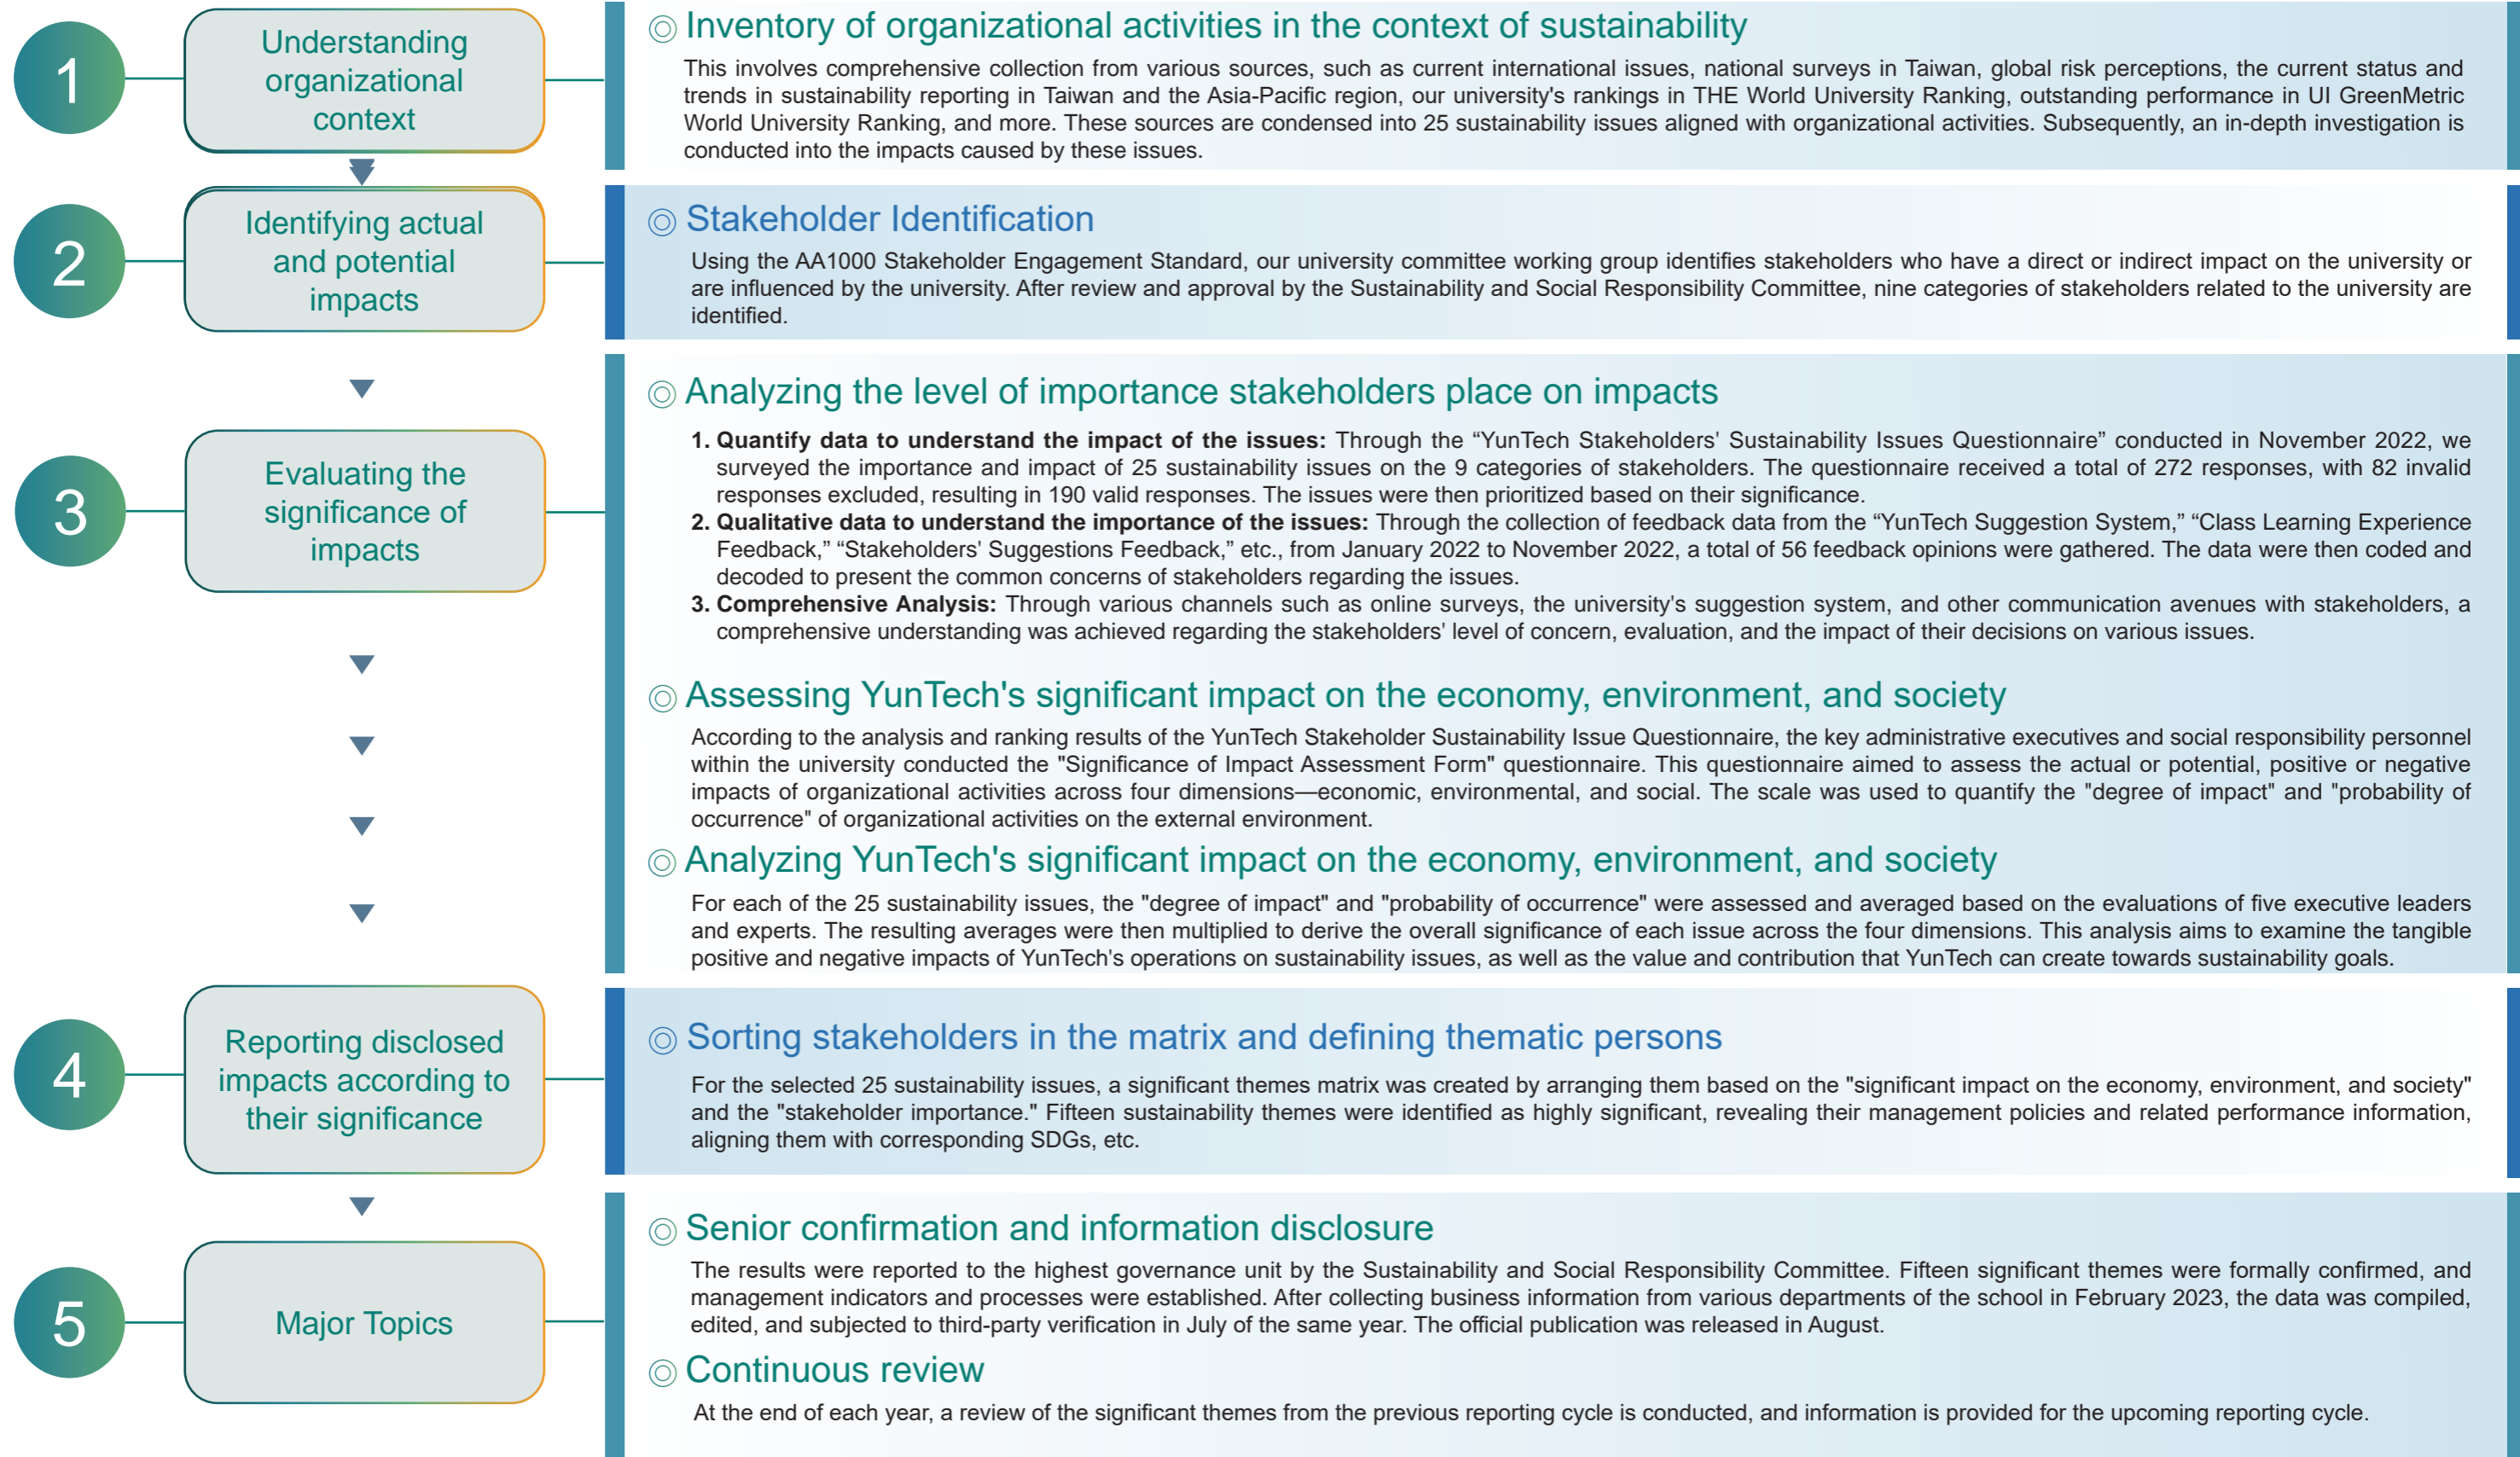 1
Understanding
organizational
context
◎ Inventory of organizational activities in the context of sustainability
This involves comprehensive collection from various sources, such as current international issues, national surveys in Taiwan, global risk perceptions, the current status and
trends in sustainability reporting in Taiwan and the Asia-Pacific region, our university's rankings in THE World University Ranking, outstanding performance in UI GreenMetric
World University Ranking, and more. These sources are condensed into 25 sustainability issues aligned with organizational activities. Subsequently, an in-depth investigation is
conducted into the impacts caused by these issues.
2
Identifying actual
and potential
impacts
◎ Stakeholder Identification
Using the AA1000 Stakeholder Engagement Standard, our university committee working group identifies stakeholders who have a direct or indirect impact on the university or
are influenced by the university. After review and approval by the Sustainability and Social Responsibility Committee, nine categories of stakeholders related to the university are
identified.
3
Evaluating the
significance of
impacts
◎ Analyzing the level of importance stakeholders place on impacts
1. Quantify data to understand the impact of the issues: Through the “YunTech Stakeholders' Sustainability Issues Questionnaire” conducted in November 2022, we
surveyed the importance and impact of 25 sustainability issues on the 9 categories of stakeholders. The questionnaire received a total of 272 responses, with 82 invalid
responses excluded, resulting in 190 valid responses. The issues were then prioritized based on their significance.
2. Qualitative data to understand the importance of the issues: Through the collection of feedback data from the “YunTech Suggestion System,” “Class Learning Experience
Feedback,” “Stakeholders' Suggestions Feedback,” etc., from January 2022 to November 2022, a total of 56 feedback opinions were gathered. The data were then coded and
decoded to present the common concerns of stakeholders regarding the issues.
3. Comprehensive Analysis: Through various channels such as online surveys, the university's suggestion system, and other communication avenues with stakeholders, a
comprehensive understanding was achieved regarding the stakeholders' level of concern, evaluation, and the impact of their decisions on various issues.
◎ Assessing YunTech's significant impact on the economy, environment, and society
According to the analysis and ranking results of the YunTech Stakeholder Sustainability Issue Questionnaire, the key administrative executives and social responsibility personnel
within the university conducted the "Significance of Impact Assessment Form" questionnaire. This questionnaire aimed to assess the actual or potential, positive or negative
impacts of organizational activities across four dimensions—economic, environmental, and social. The scale was used to quantify the "degree of impact" and "probability of
occurrence" of organizational activities on the external environment.
◎ Analyzing YunTech's significant impact on the economy, environment, and society
For each of the 25 sustainability issues, the "degree of impact" and "probability of occurrence" were assessed and averaged based on the evaluations of five executive leaders
and experts. The resulting averages were then multiplied to derive the overall significance of each issue across the four dimensions. This analysis aims to examine the tangible
positive and negative impacts of YunTech's operations on sustainability issues, as well as the value and contribution that YunTech can create towards sustainability goals.
4
Reporting disclosed
impacts according to
their significance
◎ Sorting stakeholders in the matrix and defining thematic persons
For the selected 25 sustainability issues, a significant themes matrix was created by arranging them based on the "significant impact on the economy, environment, and society"
and the "stakeholder importance." Fifteen sustainability themes were identified as highly significant, revealing their management policies and related performance information,
aligning them with corresponding SDGs, etc.
5
Major Topics
◎ Senior confirmation and information disclosure
The results were reported to the highest governance unit by the Sustainability and Social Responsibility Committee. Fifteen significant themes were formally confirmed, and
management indicators and processes were established. After collecting business information from various departments of the school in February 2023, the data was compiled,
edited, and subjected to third-party verification in July of the same year. The official publication was released in August.
◎ Continuous review
At the end of each year, a review of the significant themes from the previous reporting cycle is conducted, and information is provided for the upcoming reporting cycle.